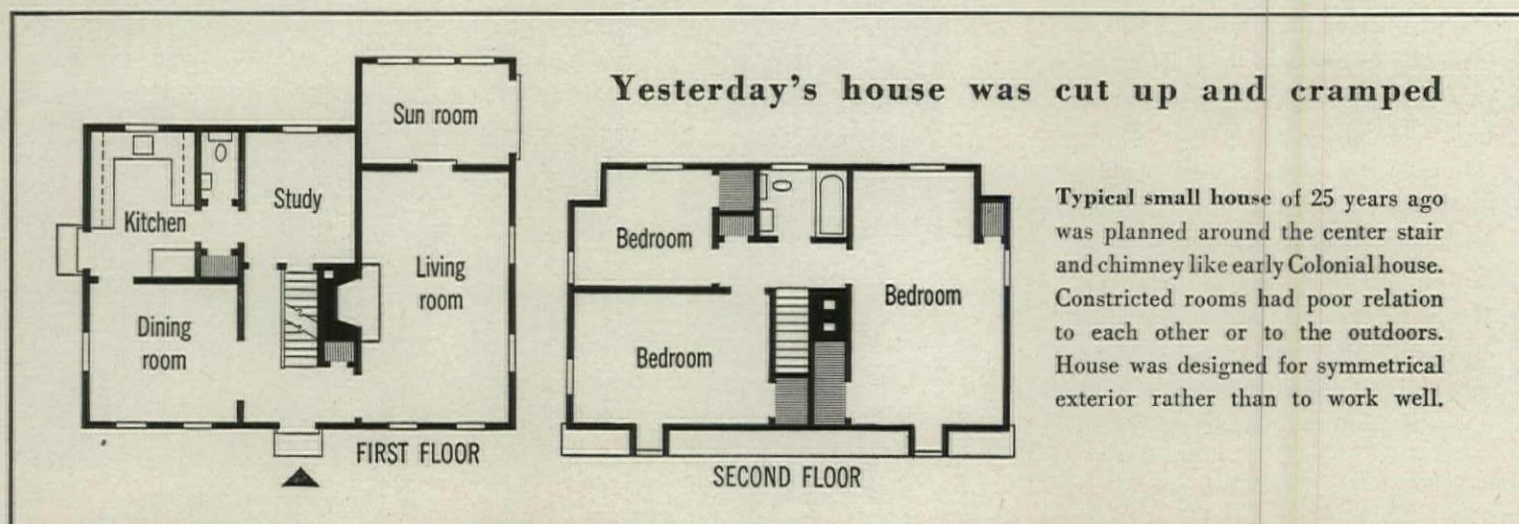 Yesterday's house was cut up and cramped
Sun room
Study
Kitchen
Living
room
Dining
room
FIRST FLOOR
Bedroom
Bedroom
Bedroom
SECOND FLOOR
Typical small house of 25 years ago
was planned around the center stair
and chimney like early Colonial house.
Constricted rooms had poor relation
to each other or to the outdoors.
House was designed for symmetrical
exterior rather than to work well.